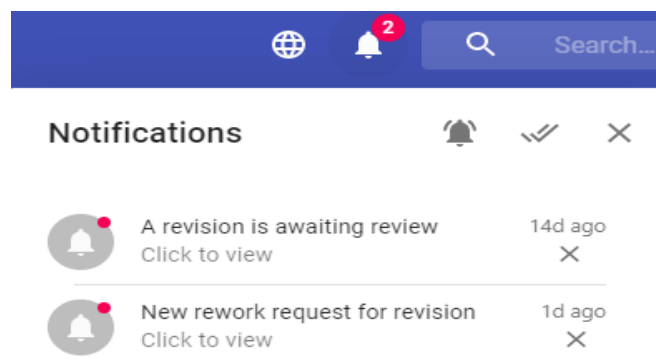 2
Search...
Notifications
A revision is awaiting review 14d ago
Click to view
New rework request for revision 1d ago
Click to view